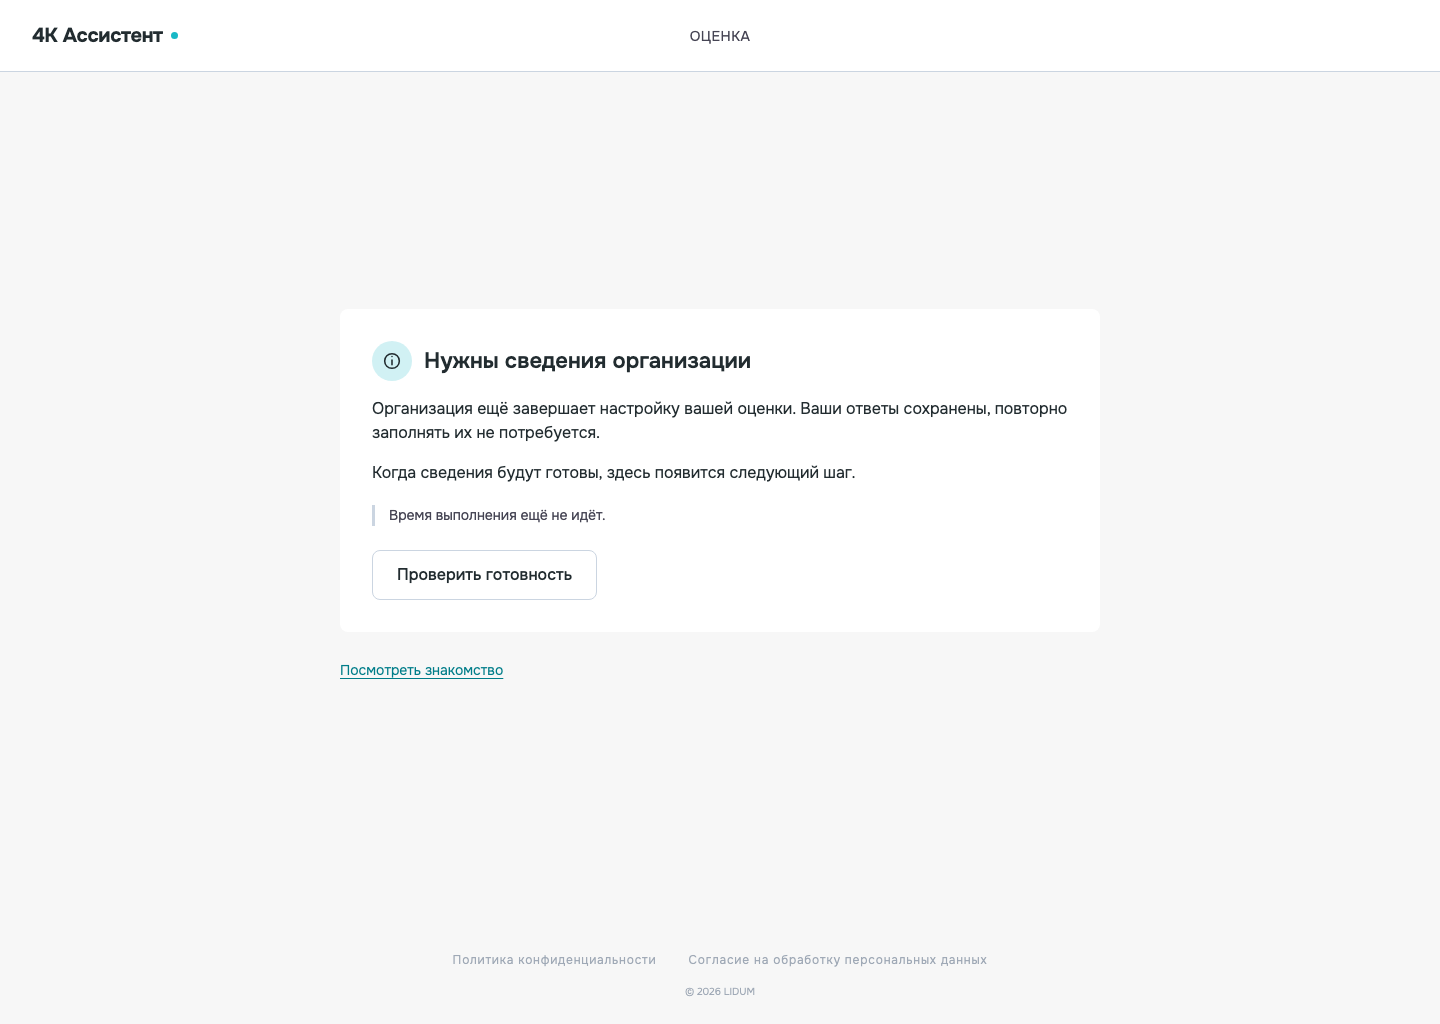 4K Ассистент
ОЦЕНКА
Нужны сведения организации
Организация ещё завершает настройку вашей оценки. Ваши ответы сохранены, повторно
заполнять их не потребуется.
Когда сведения будут готовы, здесь появится следующий шаг.
Время выполнения ещё не идёт.
Проверить готовность
Посмотреть знакомство
Политика конфиденциальности
Согласие на обработку персональных данных
© 2026 LIDUM